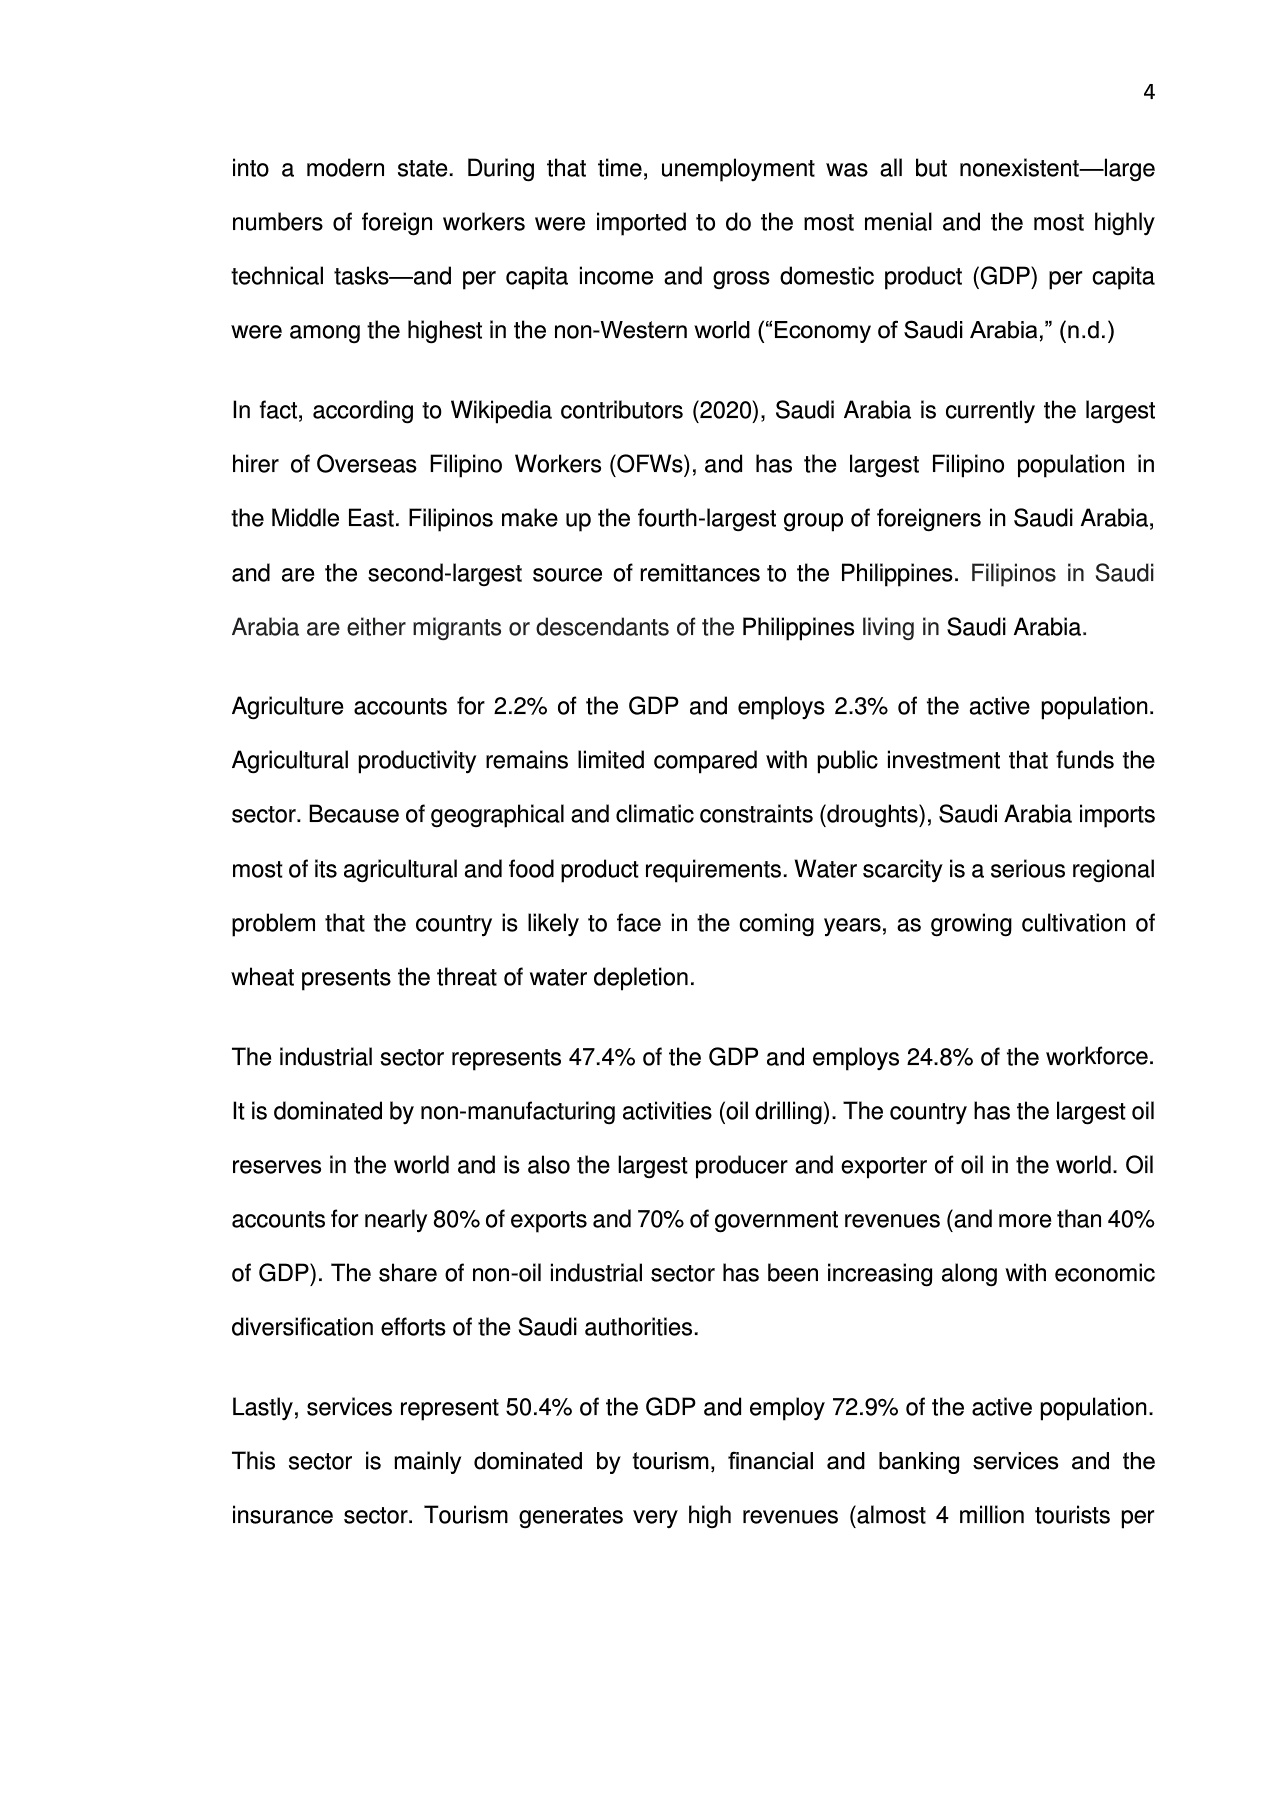 4
into a modern state. During that time, unemployment was all but nonexistent—large
numbers of foreign workers were imported to do the most menial and the most highly
technical tasks—and per capita income and gross domestic product (GDP) per capita
were among the highest in the non-Western world (“Economy of Saudi Arabia,” (n.d.)
In fact, according to Wikipedia contributors (2020), Saudi Arabia is currently the largest
hirer of Overseas Filipino Workers (OFWs), and has the largest Filipino population in
the Middle East. Filipinos make up the fourth-largest group of foreigners in Saudi Arabia,
and are the second-largest source of remittances to the Philippines. Filipinos in Saudi
Arabia are either migrants or descendants of the Philippines living in Saudi Arabia.
Agriculture accounts for 2.2% of the GDP and employs 2.3% of the active population.
Agricultural productivity remains limited compared with public investment that funds the
sector. Because of geographical and climatic constraints (droughts), Saudi Arabia imports
most of its agricultural and food product requirements. Water scarcity is a serious regional
problem that the country is likely to face in the coming years, as growing cultivation of
wheat presents the threat of water depletion.
The industrial sector represents 47.4% of the GDP and employs 24.8% of the workforce.
It is dominated by non-manufacturing activities (oil drilling). The country has the largest oil
reserves in the world and is also the largest producer and exporter of oil in the world. Oil
accounts for nearly 80% of exports and 70% of government revenues (and more than 40%
of GDP). The share of non-oil industrial sector has been increasing along with economic
diversification efforts of the Saudi authorities.
Lastly, services represent 50.4% of the GDP and employ 72.9% of the active population.
This sector is mainly dominated by tourism, financial and banking services and the
insurance sector. Tourism generates very high revenues (almost 4 million tourists per